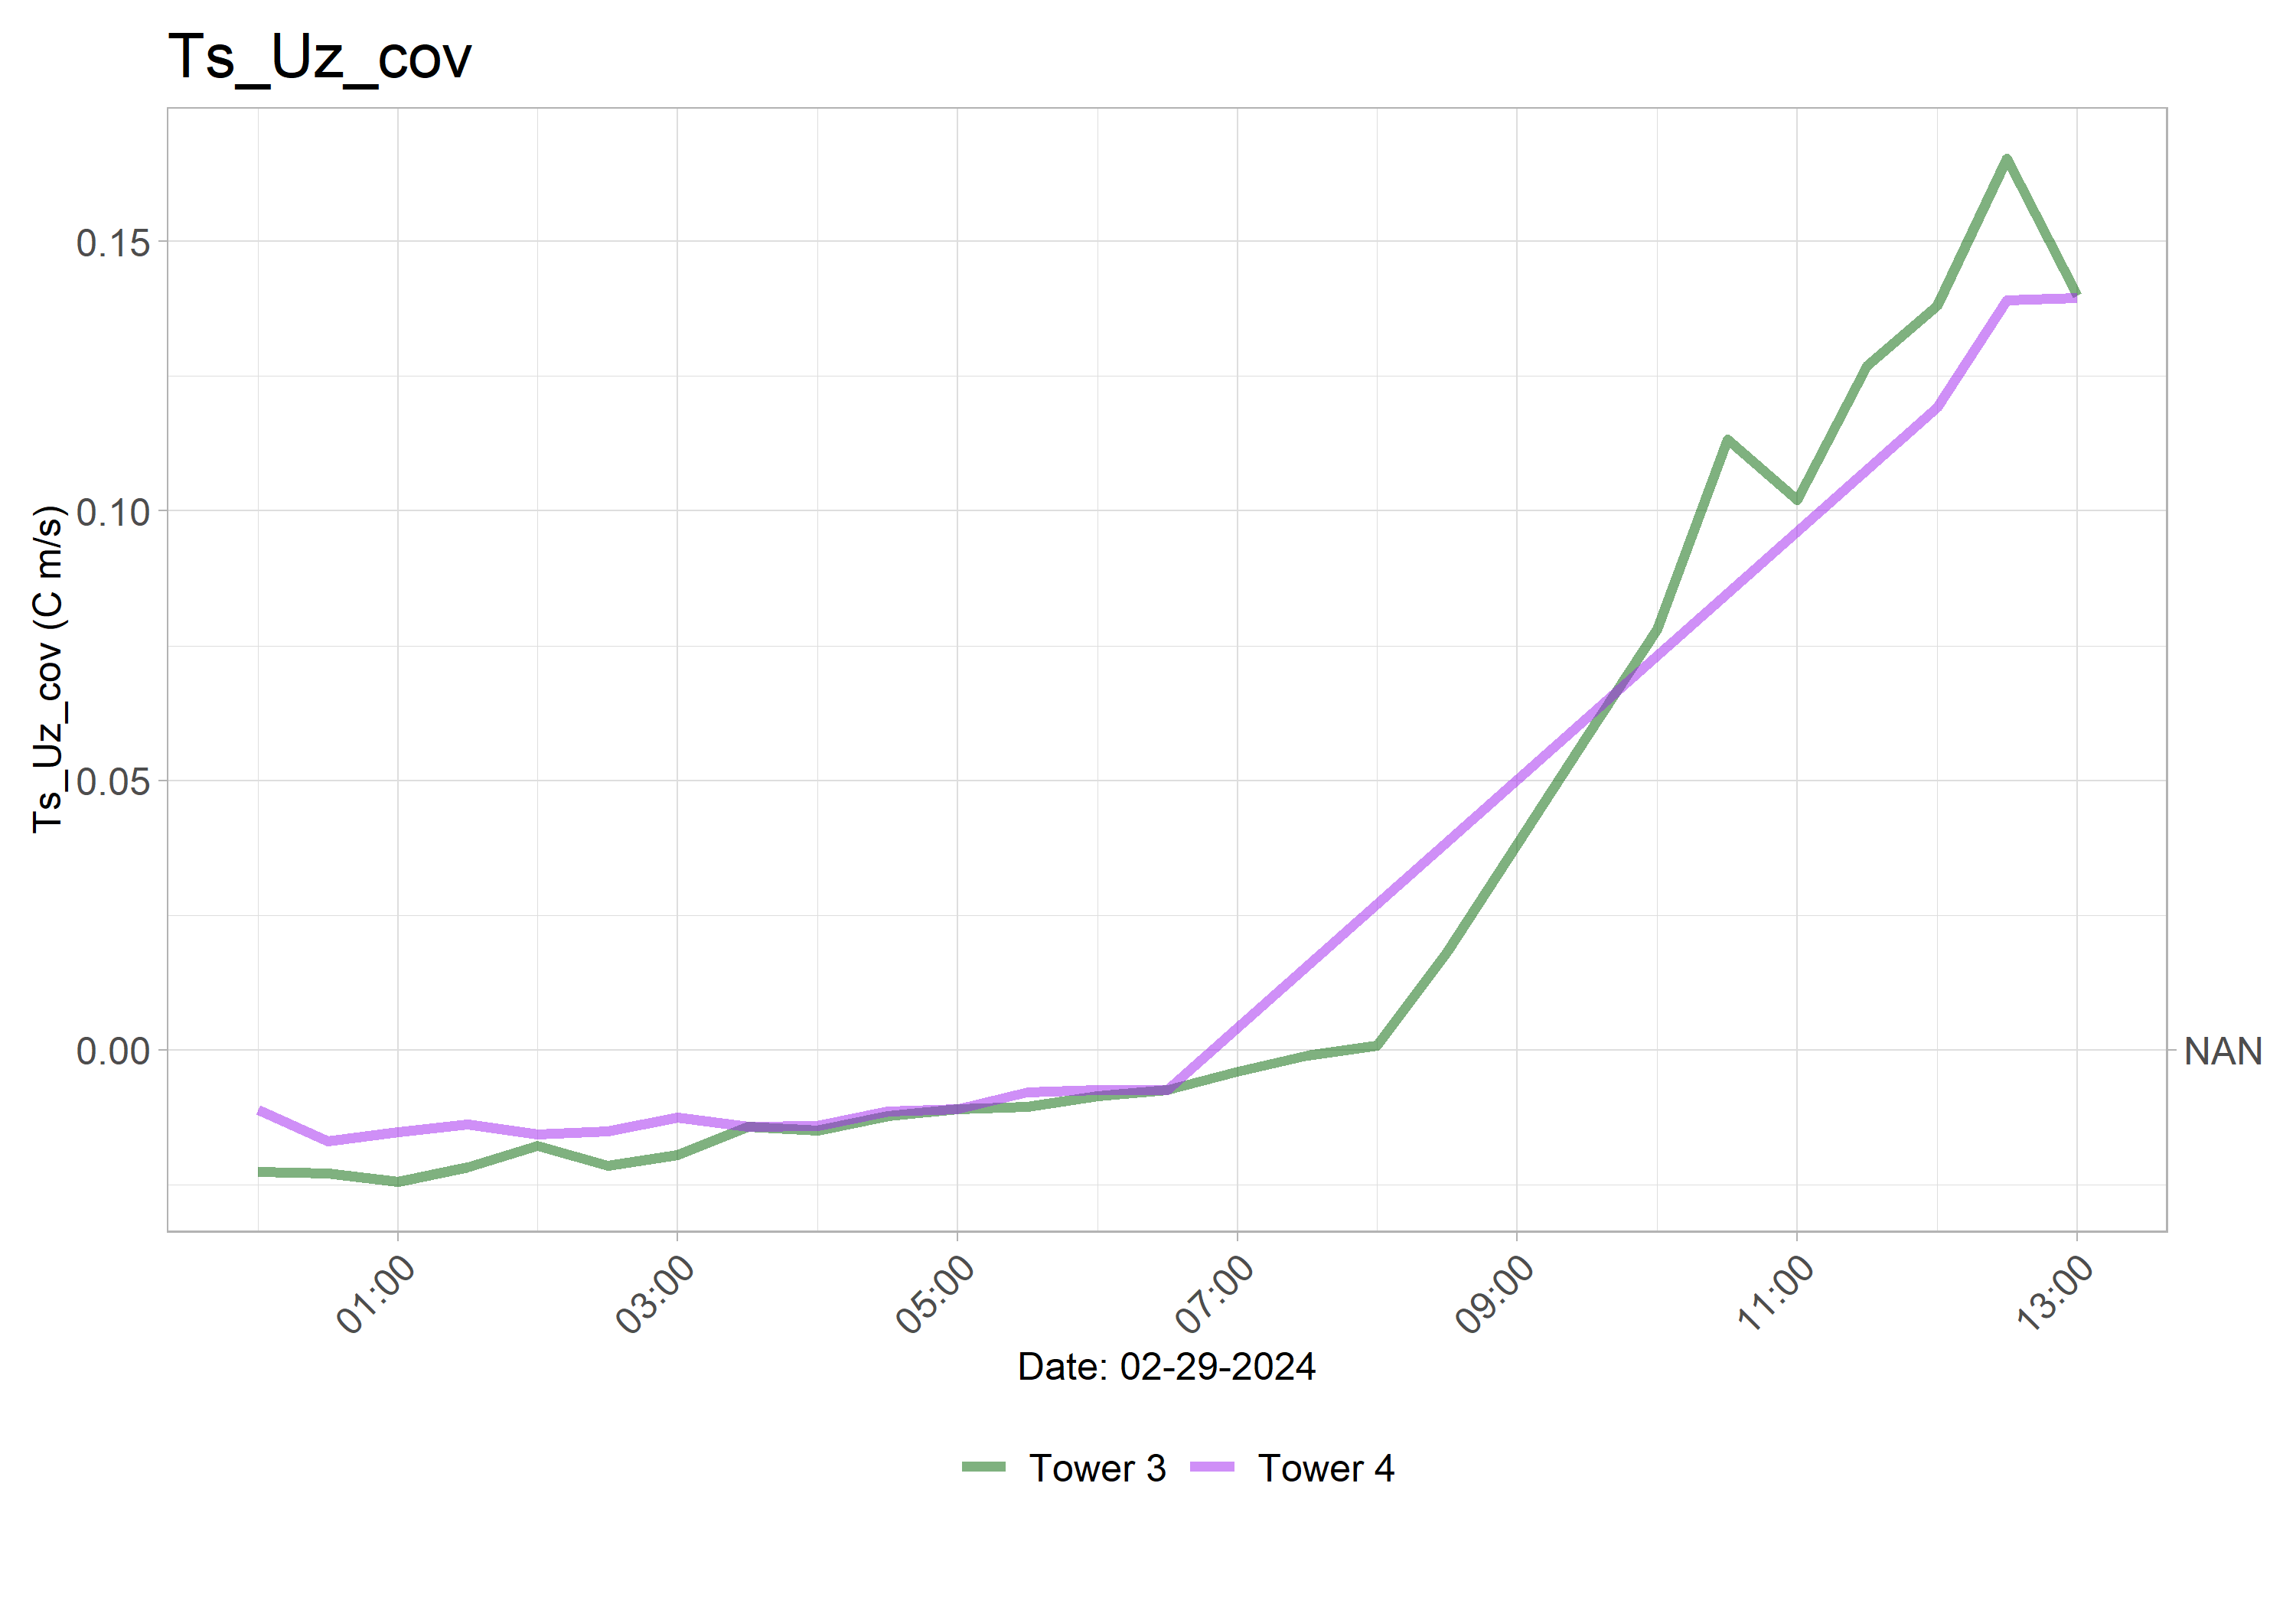 Ts_Uz_cov
Ts_Uz_cov (C m/s)
0.15
0.10
0.05
0.00
NAN
01:00
03:00
05:00
07:00
09:00
11:00
13:00
Date: 02-29-2024
Tower 3
Tower 4